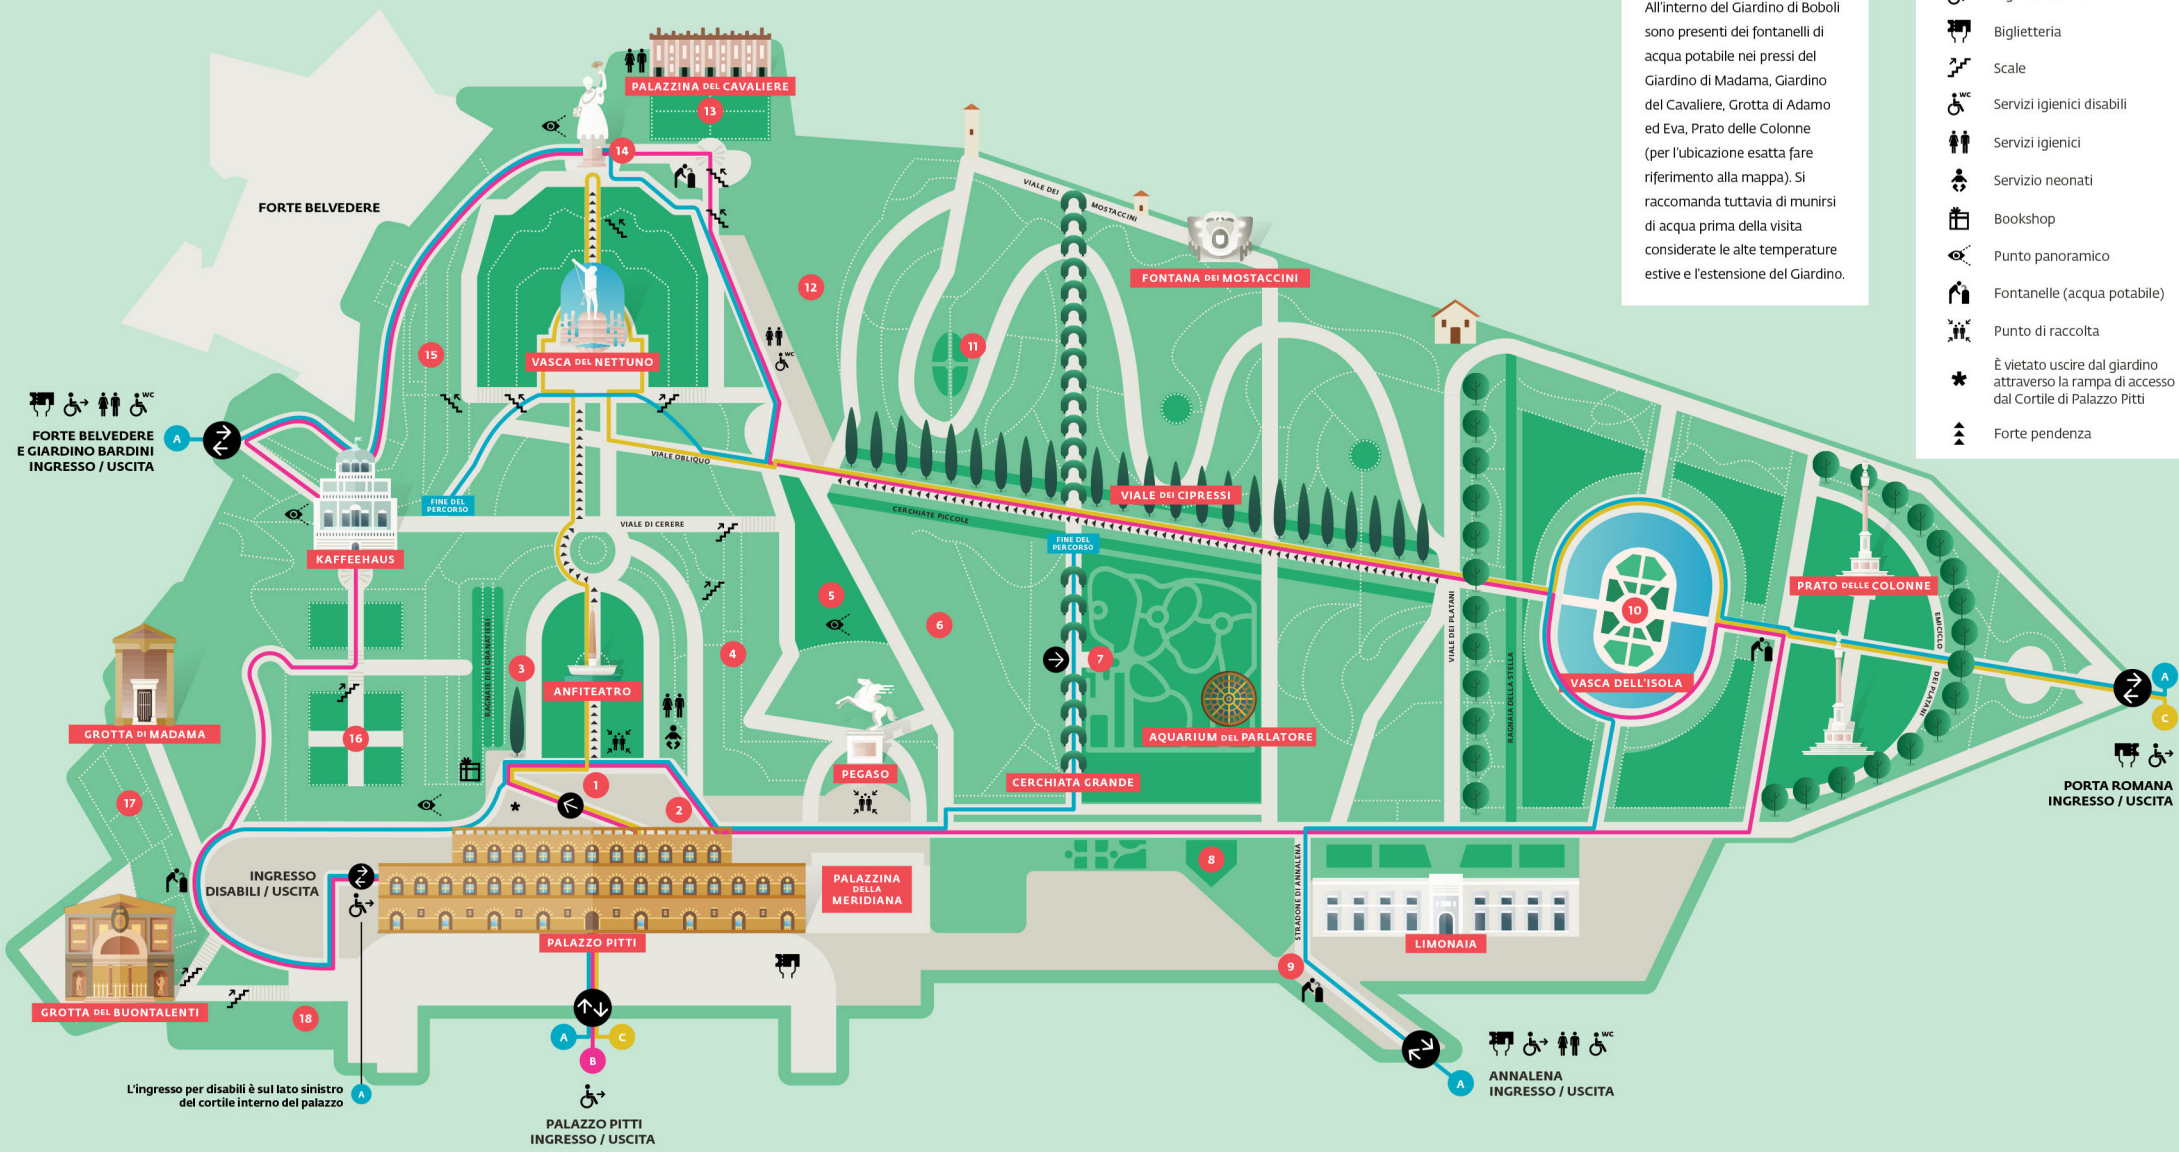 All'interno del Giardino di Boboli
sono presenti dei fontanelli di
acqua potabile nei pressi del
Giardino di Madama, Giardino
del Cavaliere, Grotta di Adamo
ed Eva, Prato delle Colonne
(per l'ubicazione esatta fare
riferimento alla mappa). Si
raccomanda tuttavia di munirsi
di acqua prima della visita
considerate le alte temperature
estive e l'estensione del Giardino.
Biglietteria
Scale
Servizi igienici disabili
Servizi igienici
Servizio neonati
Bookshop
Punto panoramico
Fontanelle (acqua potabile)
Punto di raccolta
È vietato uscire dal giardino
attraverso la rampa di accesso
dal Cortile di Palazzo Pitti
Forte pendenza
WC
PALAZZINA DEL CAVALIERE
13
14
FORTE BELVEDERE
VIALE DEI
MOSTACCINI
FONTANA DEI MOSTACCINI
12
11
15
VASCA DEL NETTUNO
WC
WC
FORTE BELVEDERE
E GIARDINO BARDINI
INGRESSO / USCITA
A
VIALE OBLIQUO
FINE DEL
PERCORSO
VIALE DI CERERE
KAFFEEHAUS
VIALE DEI CIPRESSI
CERCHIATE PICCOLE
FINE DEL
PERCORSO
5
6
4
3
7
10
RAGNAIE DEI GRANATIERI
ANFITEATRO
VIALE DEI PLATANI
RAGNAIA DELLA STELLA
VASCA DELL'ISOLA
PRATO DELLE COLONNE
EMICICLO
DEI PLATANI
A
C
PORTA ROMANA
INGRESSO / USCITA
GROTTA DI MADAMA
16
17
PEGASO
AQUARIUM DEL PARLATORE
CERCHIATA GRANDE
1
2
*
8
INGRESSO
DISABILI / USCITA
PALAZZINA
DELLA
MERIDIANA
STRADONE DI ANNALENA
LIMONAIA
PALAZZO PITTI
9
GROTTA DEL BUONTALENTI
18
A
C
B
L'ingresso per disabili è sul lato sinistro
del cortile interno del palazzo
A
PALAZZO PITTI
INGRESSO / USCITA
WC
A
ANNALENA
INGRESSO / USCITA